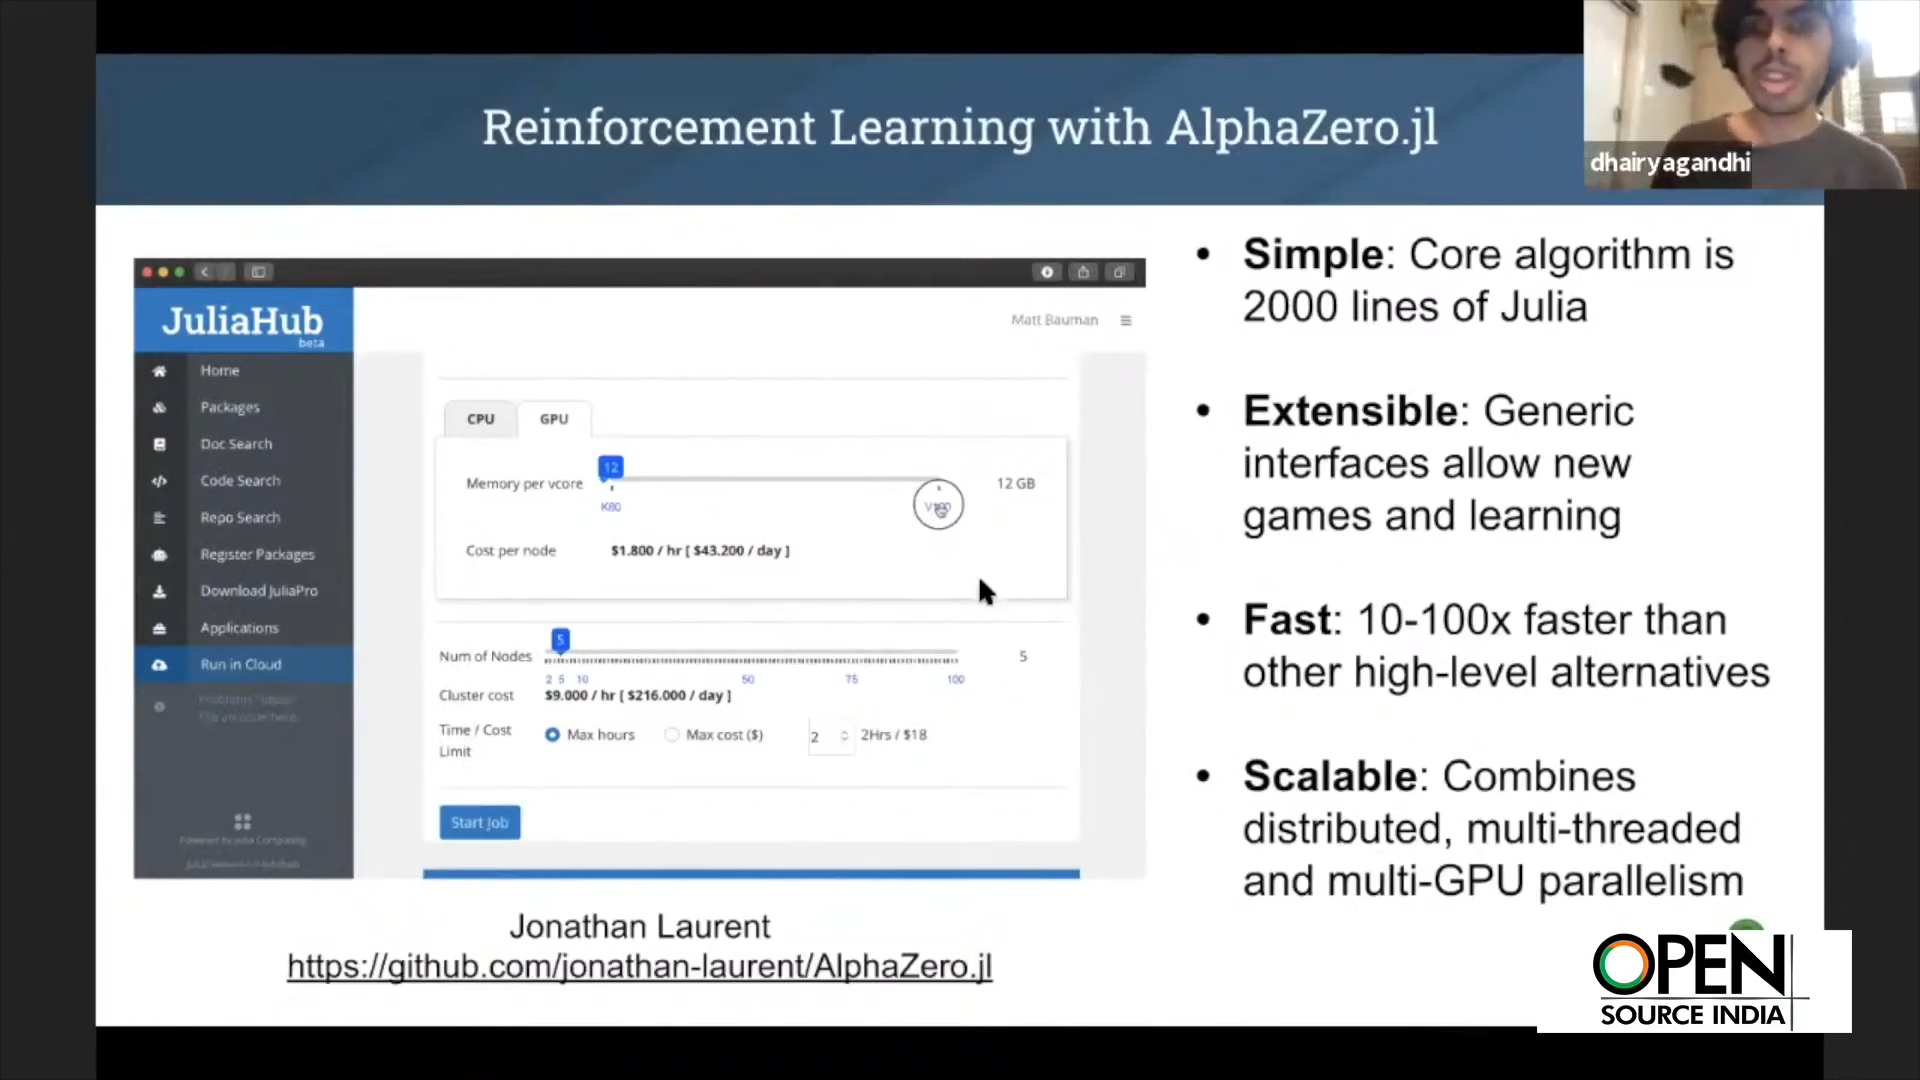 Reinforcement Learning with AlphaZero.jl
dhairyagandhi
JuliaHub
beta
Matt Bauman
Home
Packages
Doc Search
Code Search
Repo Search
Register Packages
Download JuliaPro
Applications
Run in Cloud
CPU GPU
12
Memory per vcore 12 GB
K80
Cost per node $1.800 / hr [ $43.200 / day ]
5
Num of Nodes 5
2 5 10 50 75 100
Cluster cost $9.000 / hr [ $216.000 / day ]
Time / Cost
Limit
Max hours Max cost ($) 2 2Hrs / $18
Start Job
Powered by Julia Computing
• Simple: Core algorithm is
2000 lines of Julia
• Extensible: Generic
interfaces allow new
games and learning
• Fast: 10-100x faster than
other high-level alternatives
• Scalable: Combines
distributed, multi-threaded
and multi-GPU parallelism
Jonathan Laurent
https://github.com/jonathan-laurent/AlphaZero.jl
OPEN
SOURCE INDIA